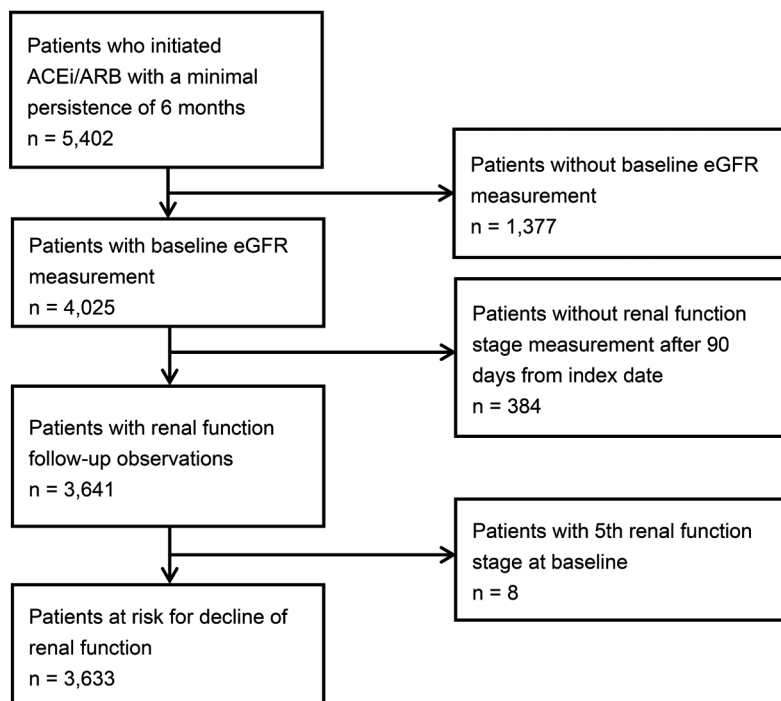 Patients who initiated
ACEi/ARB with a minimal
persistence of 6 months
n = 5,402
Patients without baseline eGFR
measurement
n = 1,377
Patients with baseline eGFR
measurement
n = 4,025
Patients without renal function
stage measurement after 90
days from index date
n = 384
Patients with renal function
follow-up observations
n = 3,641
Patients with 5th renal function
stage at baseline
n = 8
Patients at risk for decline of
renal function
n = 3,633